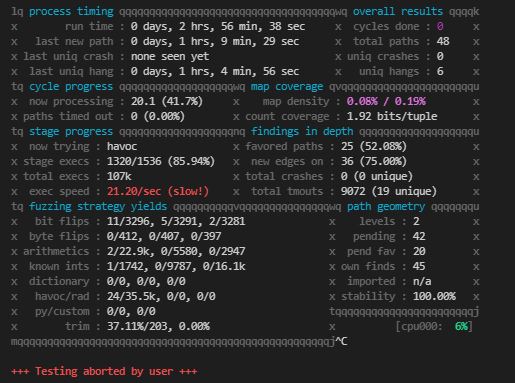 lq process timing qqqqqqqqqqqqqqqqqqqqqqqqqqqqqqqqqqqqwq overall results qqqqk
x run time : 0 days, 2 hrs, 56 min, 38 sec x cycles done : 0 x
x last new path : 0 days, 1 hrs, 9 min, 29 sec x total paths : 48 x
x last uniq crash : none seen yet x uniq crashes : 0 x
x last uniq hang : 0 days, 1 hrs, 4 min, 56 sec x uniq hangs : 6 x
tq cycle progress qqqqqqqqqqqqqqqqqqqqwq map coverage qvqqqqqqqqqqqqqqqqqqqqqqu
x now processing : 20.1 (41.7%) x map density : 0.08% / 0.19% x
x paths timed out : 0 (0.00%) x count coverage : 1.92 bits/tuple x
tq stage progress qqqqqqqqqqqqqqqqqqqqnq findings in depth qqqqqqqqqqqqqqqqqqqqu
x now trying : havoc x favored paths : 25 (52.08%) x
x stage execs : 1320/1536 (85.94%) x new edges on : 36 (75.00%) x
x total execs : 107k x total crashes : 0 (0 unique) x
x exec speed : 21.20/sec (slow!) x total tmouts : 9072 (19 unique) x
tq fuzzing strategy yields qqqqqqqqqqqvqqqqqqqqqqqqqqqwq path geometry qqqqqqqu
x bit flips : 11/3296, 5/3291, 2/3281 x levels : 2 x
x byte flips : 0/412, 0/407, 0/397 x pending : 42 x
x arithmetics : 2/22.9k, 0/5580, 0/2947 x pend fav : 20 x
x known ints : 1/1742, 0/9787, 0/16.1k x own finds : 45 x
x dictionary : 0/0, 0/0, 0/0 x imported : n/a x
x havoc/rad : 24/35.5k, 0/0, 0/0 x stability : 100.00% x
x py/custom : 0/0, 0/0 tqqqqqqqqqqqqqqqqqqqqqqqj
x trim : 37.11%/203, 0.00% x [cpu000: 6%]
mqqqqqqqqqqqqqqqqqqqqqqqqqqqqqqqqqqqqqqqqqqqqqqqqqqqqqj^C
+++ Testing aborted by user +++